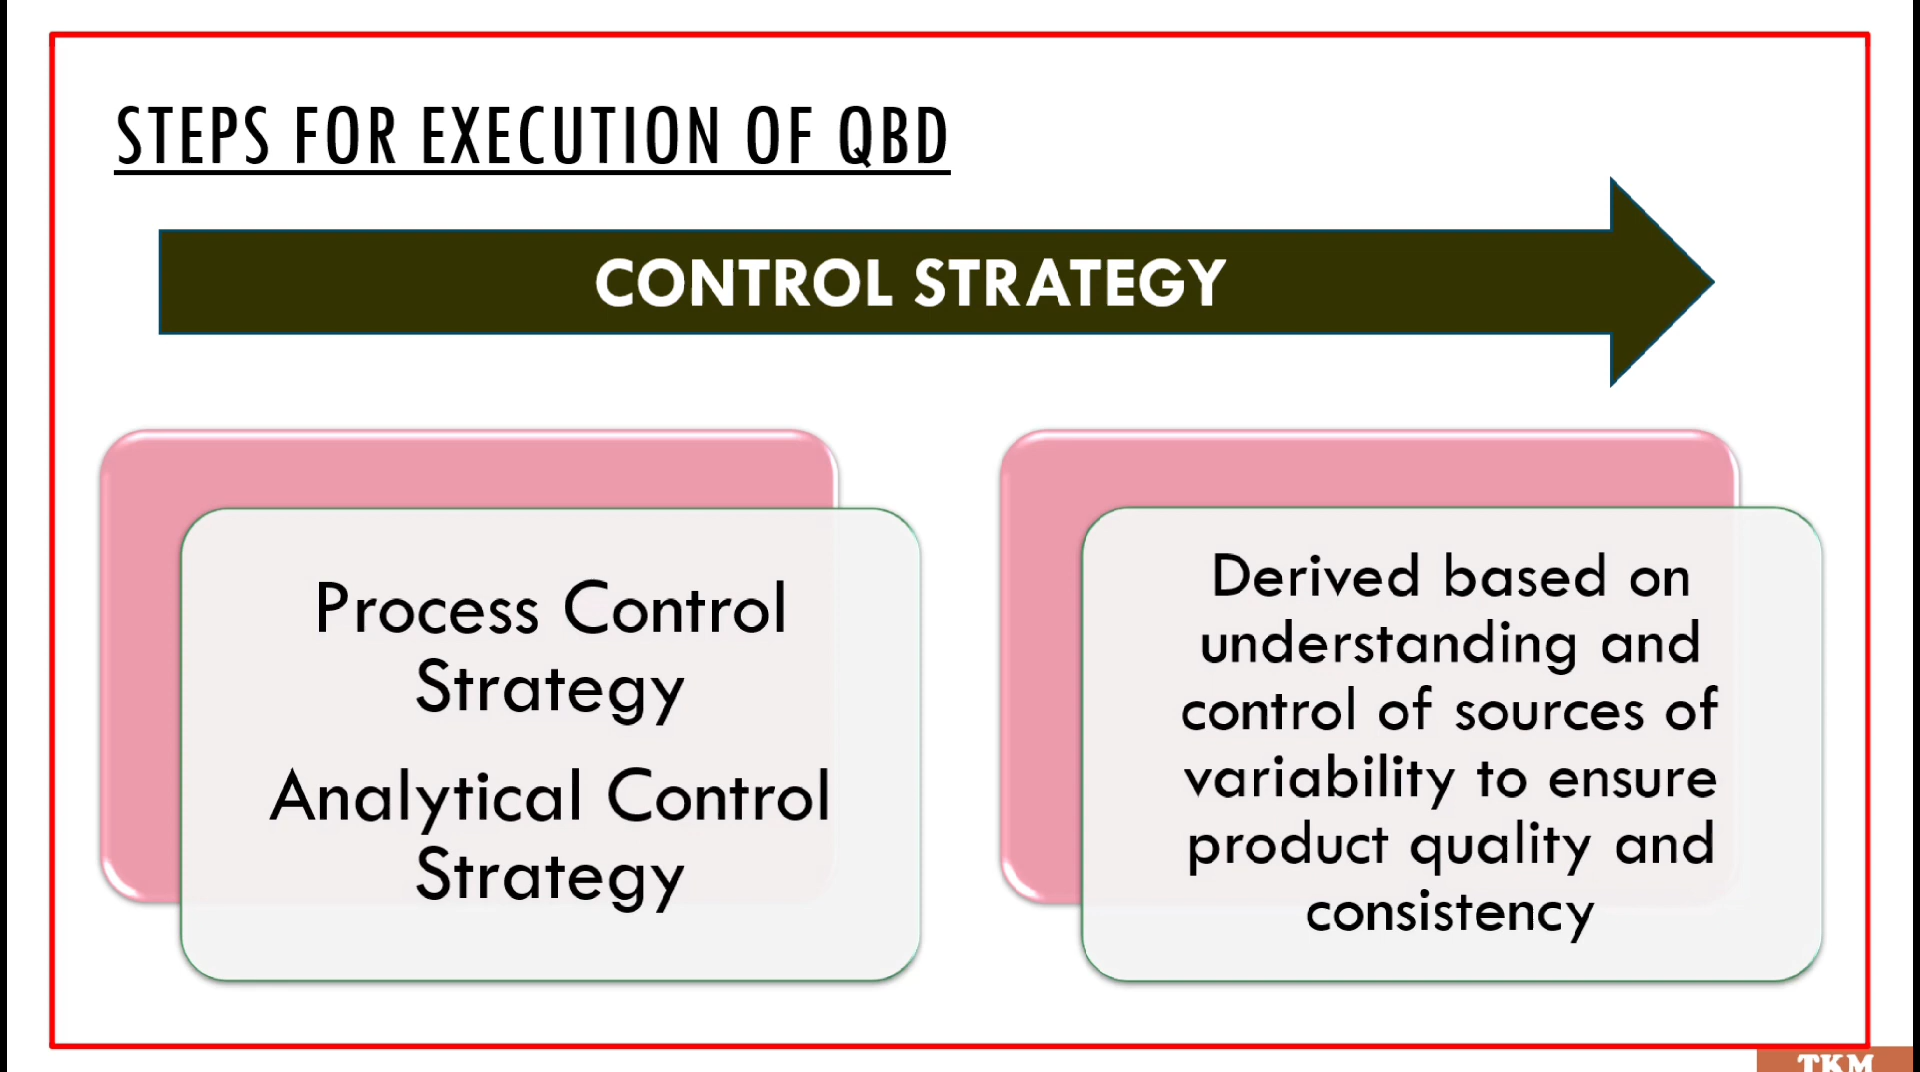 STEPS FOR EXECUTION OF QBD
CONTROL STRATEGY
Process Control
Strategy
Analytical Control
Strategy
Derived based on
understanding and
control of sources of
variability to ensure
product quality and
consistency
TKM